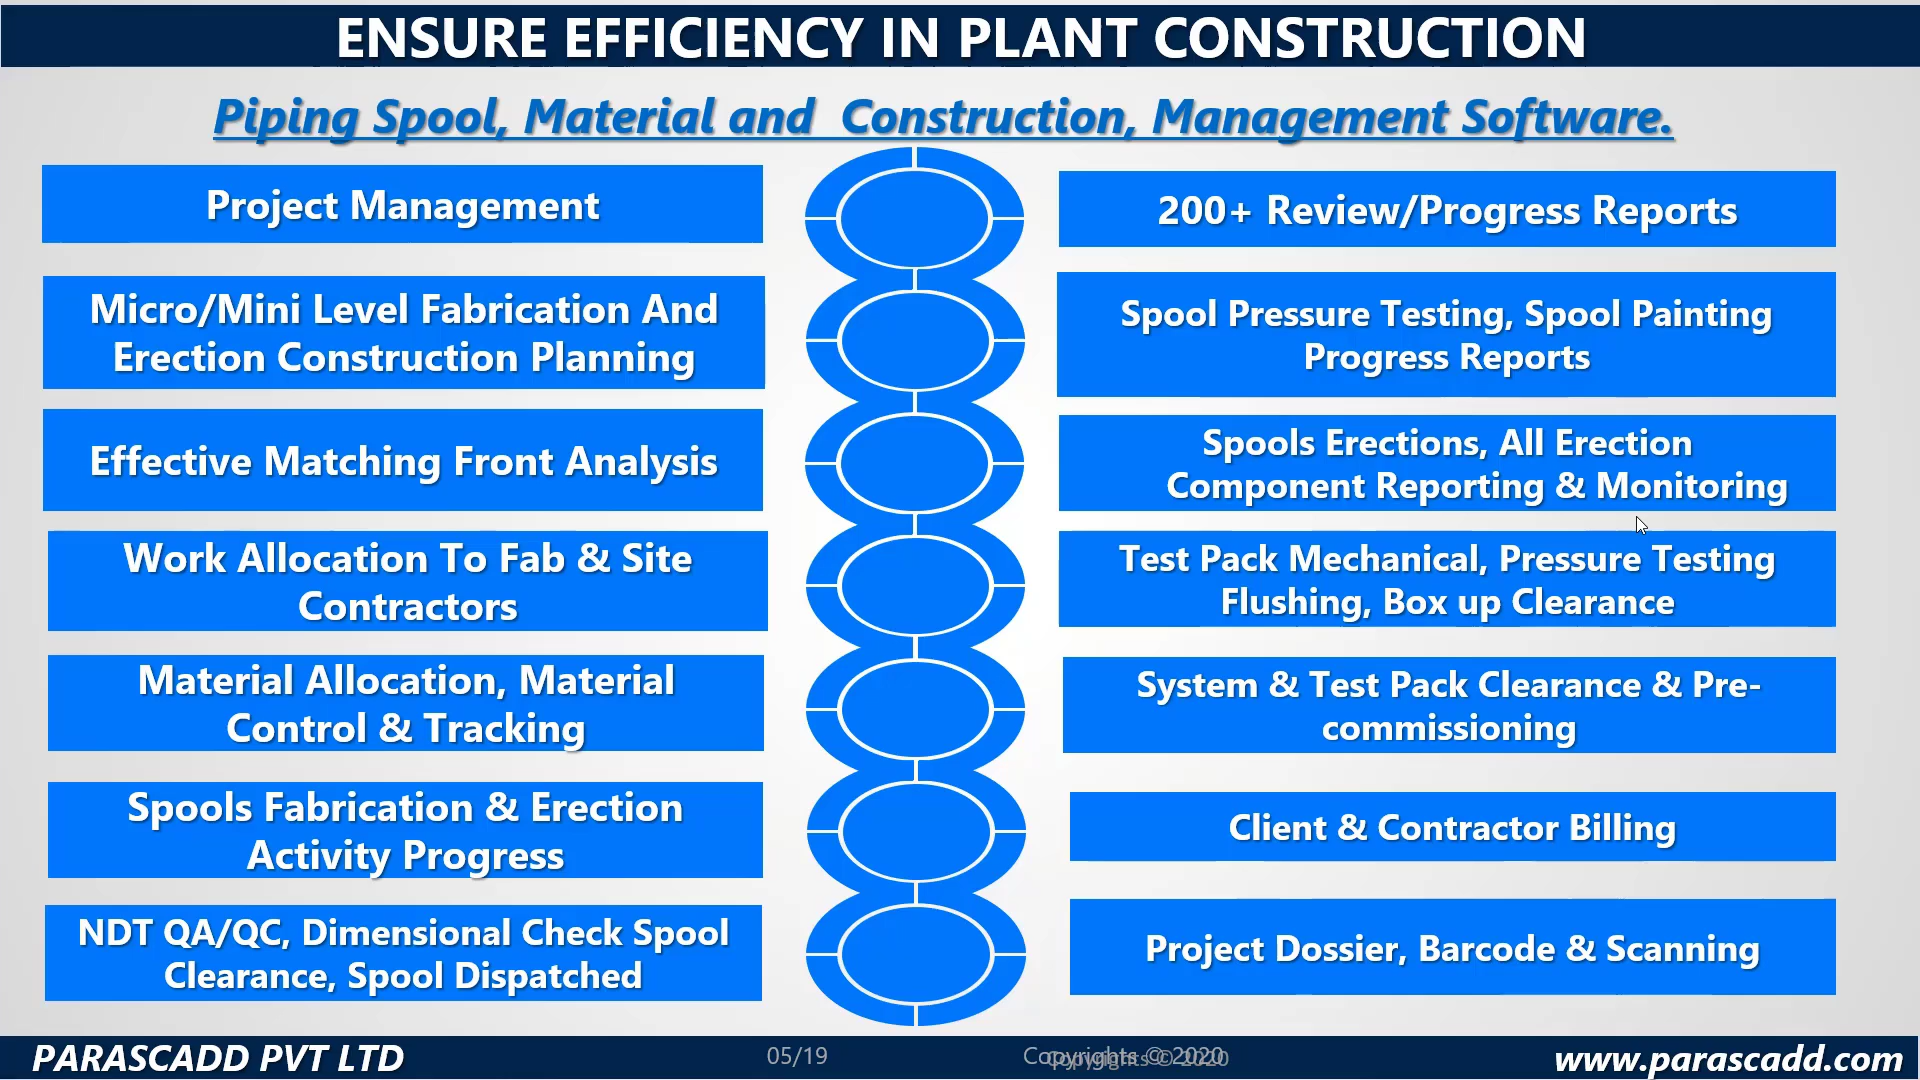 ENSURE EFFICIENCY IN PLANT CONSTRUCTION
Piping Spool, Material and Construction, Management Software.
Project Management
Micro/Mini Level Fabrication And
Erection Construction Planning
Effective Matching Front Analysis
Work Allocation To Fab & Site
Contractors
Material Allocation, Material
Control & Tracking
Spools Fabrication & Erection
Activity Progress
NDT QA/QC, Dimensional Check Spool
Clearance, Spool Dispatched
200+ Review/Progress Reports
Spool Pressure Testing, Spool Painting
Progress Reports
Spools Erections, All Erection
Component Reporting & Monitoring
Test Pack Mechanical, Pressure Testing
Flushing, Box up Clearance
System & Test Pack Clearance & Pre-
commissioning
Client & Contractor Billing
Project Dossier, Barcode & Scanning
PARASCADD PVT LTD
05/19
Copyrights © 2020
Copyrights © 2020
www.parascadd.com